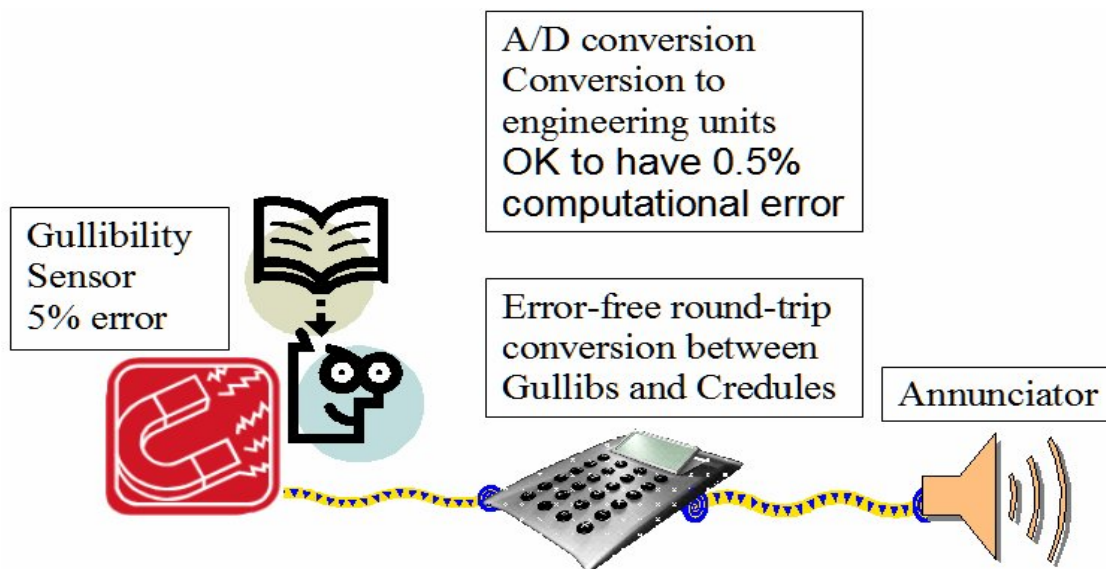 A/D conversion
Conversion to
engineering units
OK to have 0.5%
computational error
Gullibility
Sensor
5% error
Error-free round-trip
conversion between
Gullibs and Credules
Annunciator